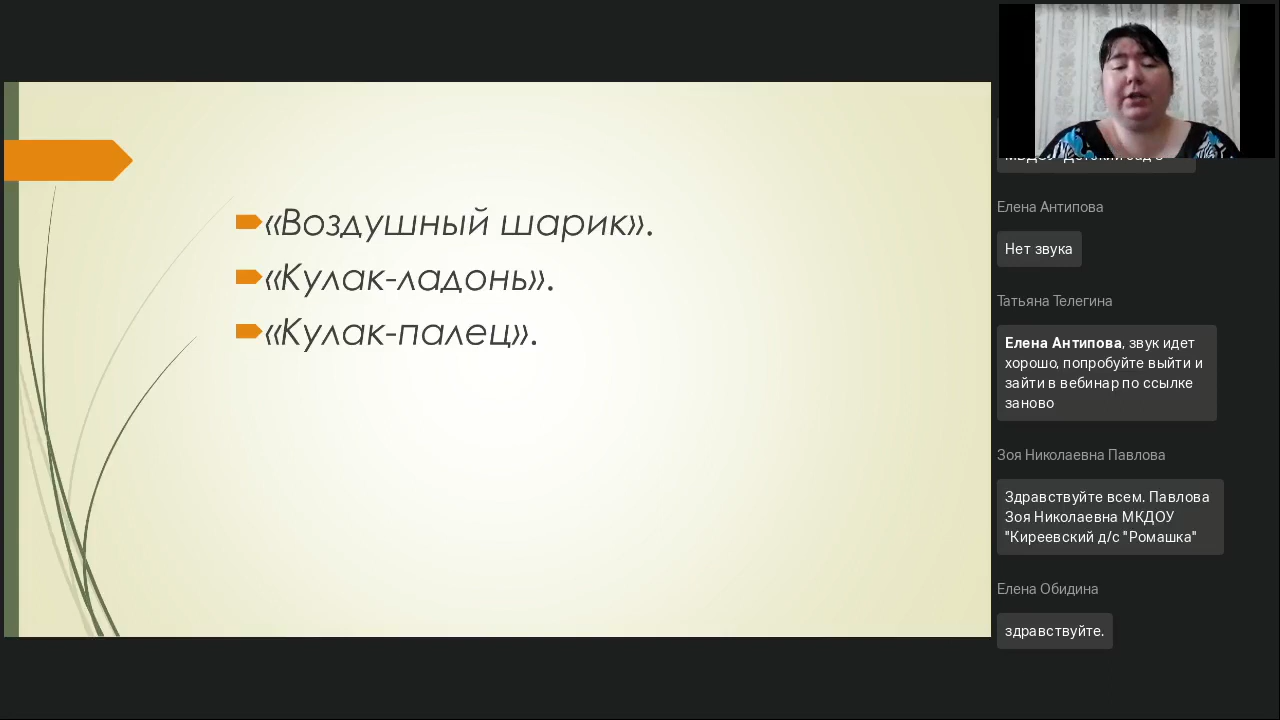 «Воздушный шарик».
«Кулак-ладонь».
«Кулак-палец».
Елена Антипова
Нет звука
Татьяна Телегина
Елена Антипова, звук идет
хорошо, попробуйте выйти и
зайти в вебинар по ссылке
заново
Зоя Николаевна Павлова
Здравствуйте всем. Павлова
Зоя Николаевна МКДОУ
"Киреевский д/с "Ромашка"
Елена Обидина
здравствуйте.